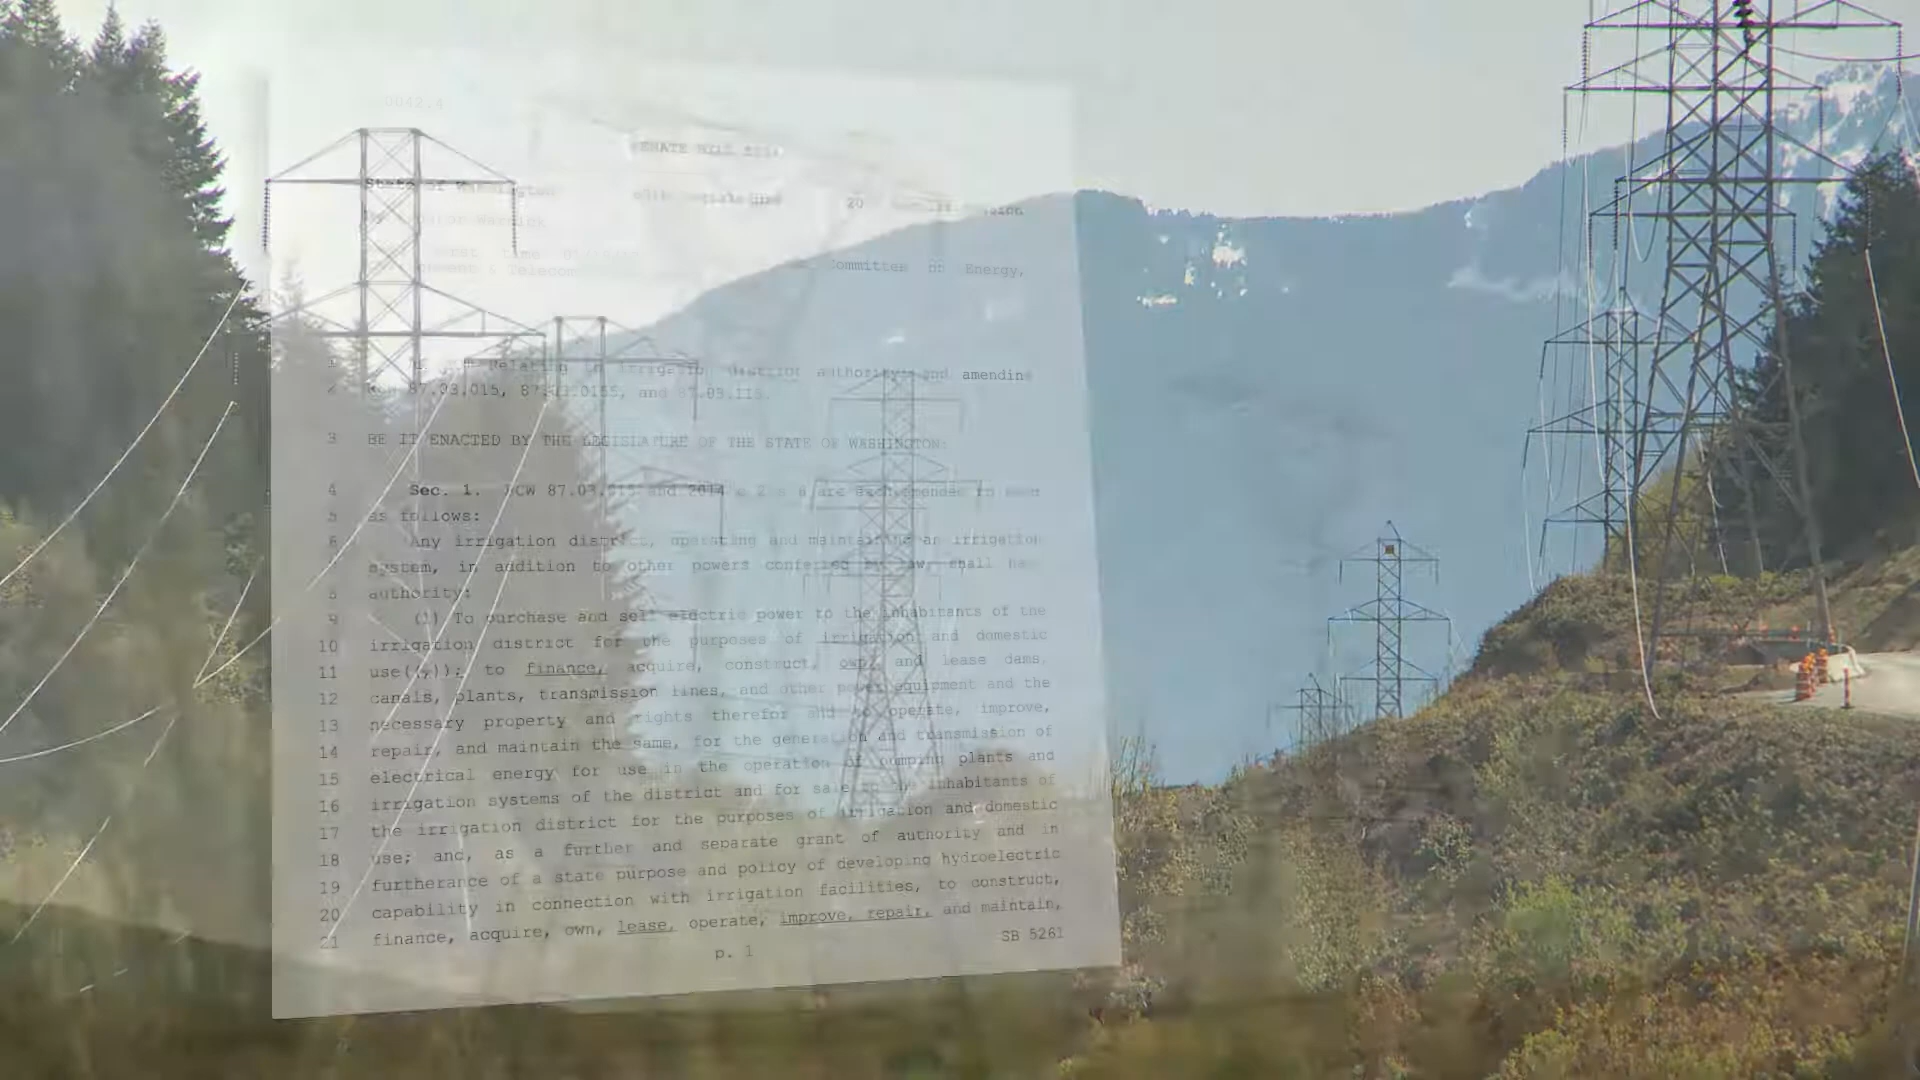 0042.4
SENATE BILL
State of Washington
20
Committee on Energy,
1 Relating to irrigation district authority and amending
2 RCW 87.03.015, 87.03.0155, and 87.03.115.
3 BE IT ENACTED BY THE LEGISLATURE OF THE STATE OF WASHINGTON:
4 Sec. 1. RCW 87.03.015 and 2014 c 2 s 6 are each amended to read
5 as follows:
6 Any irrigation district, operating and maintaining an irrigation
system, in addition to other powers conferred by law, shall have
8 authority:
9 (1) To purchase and sell electric power to the inhabitants of the
10 irrigation district for the purposes of irrigation and domestic
11 use((,)); to finance, acquire, construct, own, and lease dams,
12 canals, plants, transmission lines, and other power equipment and the
13 necessary property and rights therefor and to operate, improve,
14 repair, and maintain the same, for the generation and transmission of
15 electrical energy for use in the operation of pumping plants and
16 irrigation systems of the district and for sale to the inhabitants of
17 the irrigation district for the purposes of irrigation and domestic
18 use; and, as a further and separate grant of authority and in
19 furtherance of a state purpose and policy of developing hydroelectric
20 capability in connection with irrigation facilities, to construct,
21 finance, acquire, own, lease, operate, improve, repair, and maintain,
p. 1 SB 5261